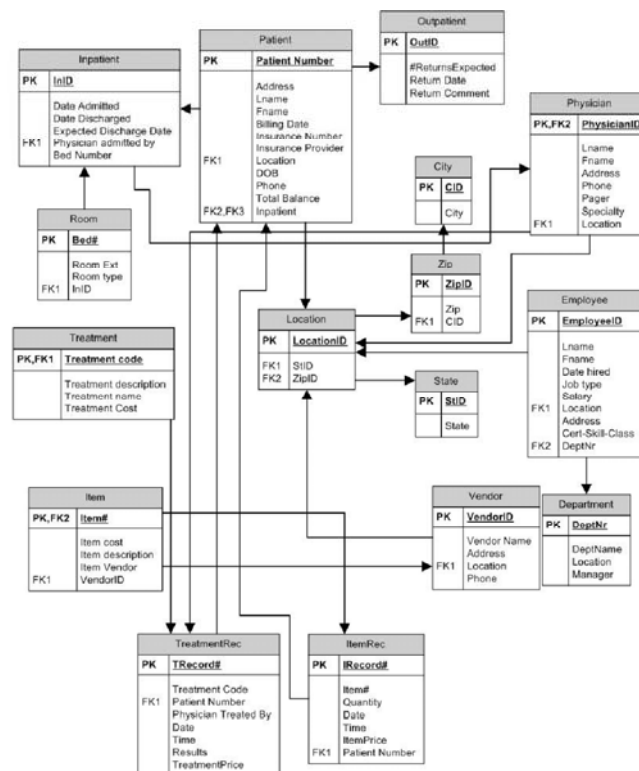 Patient
PK Patient Number
Address
Lname
Fname
Billing Date
Insurance Number
Insurance Provider
FK1 Location
DOB
Phone
Total Balance
FK2,FK3 Inpatient
Outpatient
PK OutID
#ReturnsExpected
Return Date
Return Comment
Inpatient
PK InID
Date Admitted
Date Discharged
Expected Discharge Date
FK1 Physician admitted by
Bed Number
Physician
PK,FK2 PhysicianID
Lname
Fname
Address
Phone
Pager
Specialty
FK1 Location
City
PK CID
City
Room
PK Bed#
Room Ext
Room type
FK1 InID
Zip
PK ZipID
Zip
FK1 CID
Employee
PK EmployeeID
Lname
Fname
Date hired
Job type
Salary
FK1 Location
Address
Cert-Skill-Class
FK2 DeptNr
Location
PK LocationID
FK1 StID
FK2 ZipID
Treatment
PK,FK1 Treatment code
Treatment description
Treatment name
Treatment Cost
State
PK StID
State
Item
PK,FK2 Item#
Item cost
Item description
Item Vendor
FK1 VendorID
Vendor
PK VendorID
Vendor Name
Address
FK1 Location
Phone
Department
PK DeptNr
DeptName
Location
Manager
TreatmentRec
PK TRecord#
Treatment Code
FK1 Patient Number
Physician Treated By
Date
Time
Results
TreatmentPrice
ItemRec
PK IRecord#
Item#
Quantity
Date
Time
ItemPrice
FK1 Patient Number